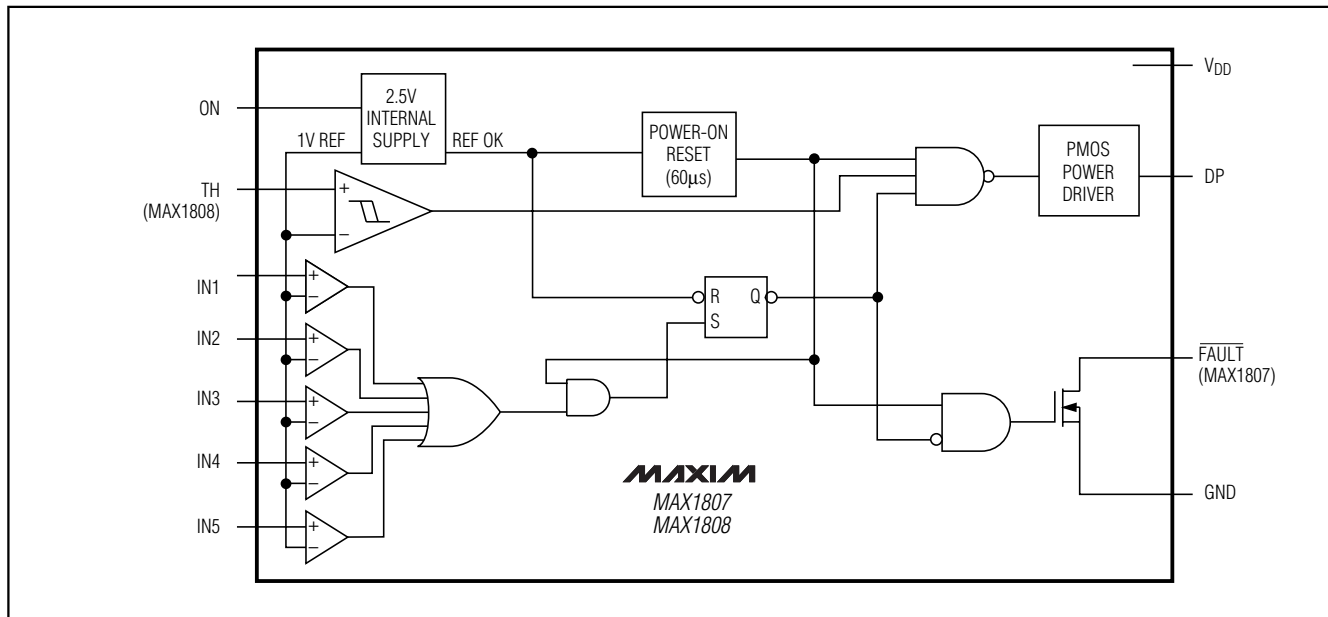 ON
2.5V
INTERNAL
SUPPLY
1V REF
REF OK
POWER-ON
RESET
(60μs)
PMOS
POWER
DRIVER
VDD
DP
TH
(MAX1808)
+
−
IN1
+
−
IN2
+
−
IN3
+
−
IN4
+
−
IN5
+
−
R
Q
S
FAULT
(MAX1807)
GND
MAXIM
MAX1807
MAX1808